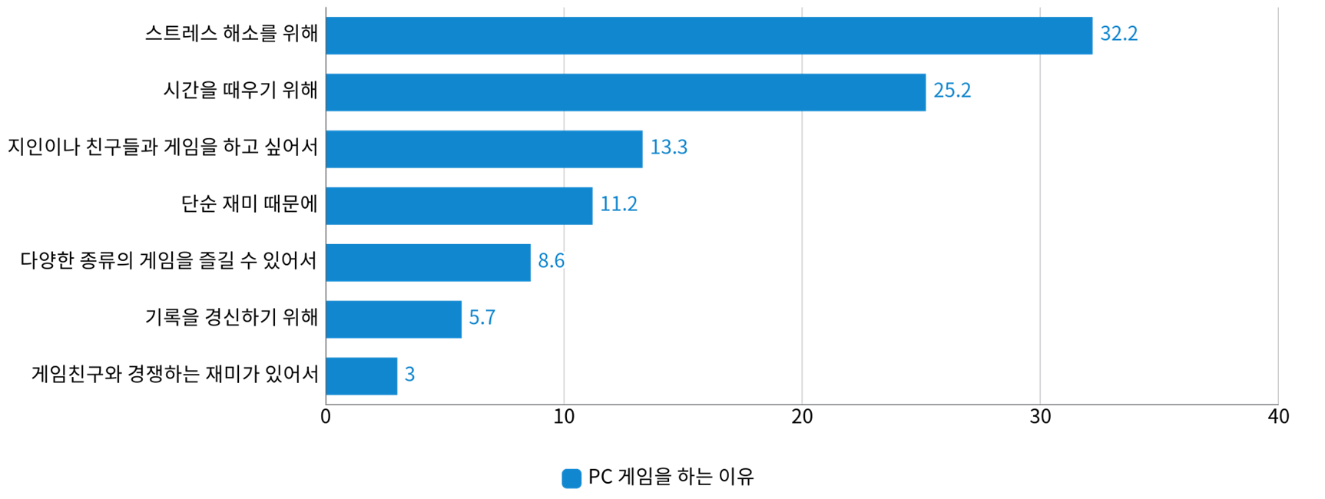 스트레스 해소를 위해 32.2
시간을 때우기 위해 25.2
지인이나 친구들과 게임을 하고 싶어서 13.3
단순 재미 때문에 11.2
다양한 종류의 게임을 즐길 수 있어서 8.6
기록을 경신하기 위해 5.7
게임친구와 경쟁하는 재미가 있어서 3
0 10 20 30 40
PC 게임을 하는 이유